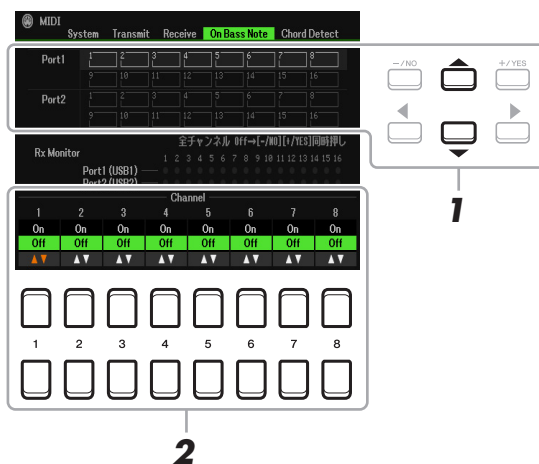 MIDI
System Transmit Receive On Bass Note Chord Detect
Port1 1 2 3 4 5 6 7 8
9 10 11 12 13 14 15 16
Port2 1 2 3 4 5 6 7 8
9 10 11 12 13 14 15 16
-/NO +/YES
全チャンネル Off→[-/NO][+/YES]同時押し
Rx Monitor 1 2 3 4 5 6 7 8 9 10 11 12 13 14 15 16
Port1 (USB1)
Port2 (USB2)
1
Channel
1 2 3 4 5 6 7 8
On On On On On On On On
Off Off Off Off Off Off Off Off
1 2 3 4 5 6 7 8
2